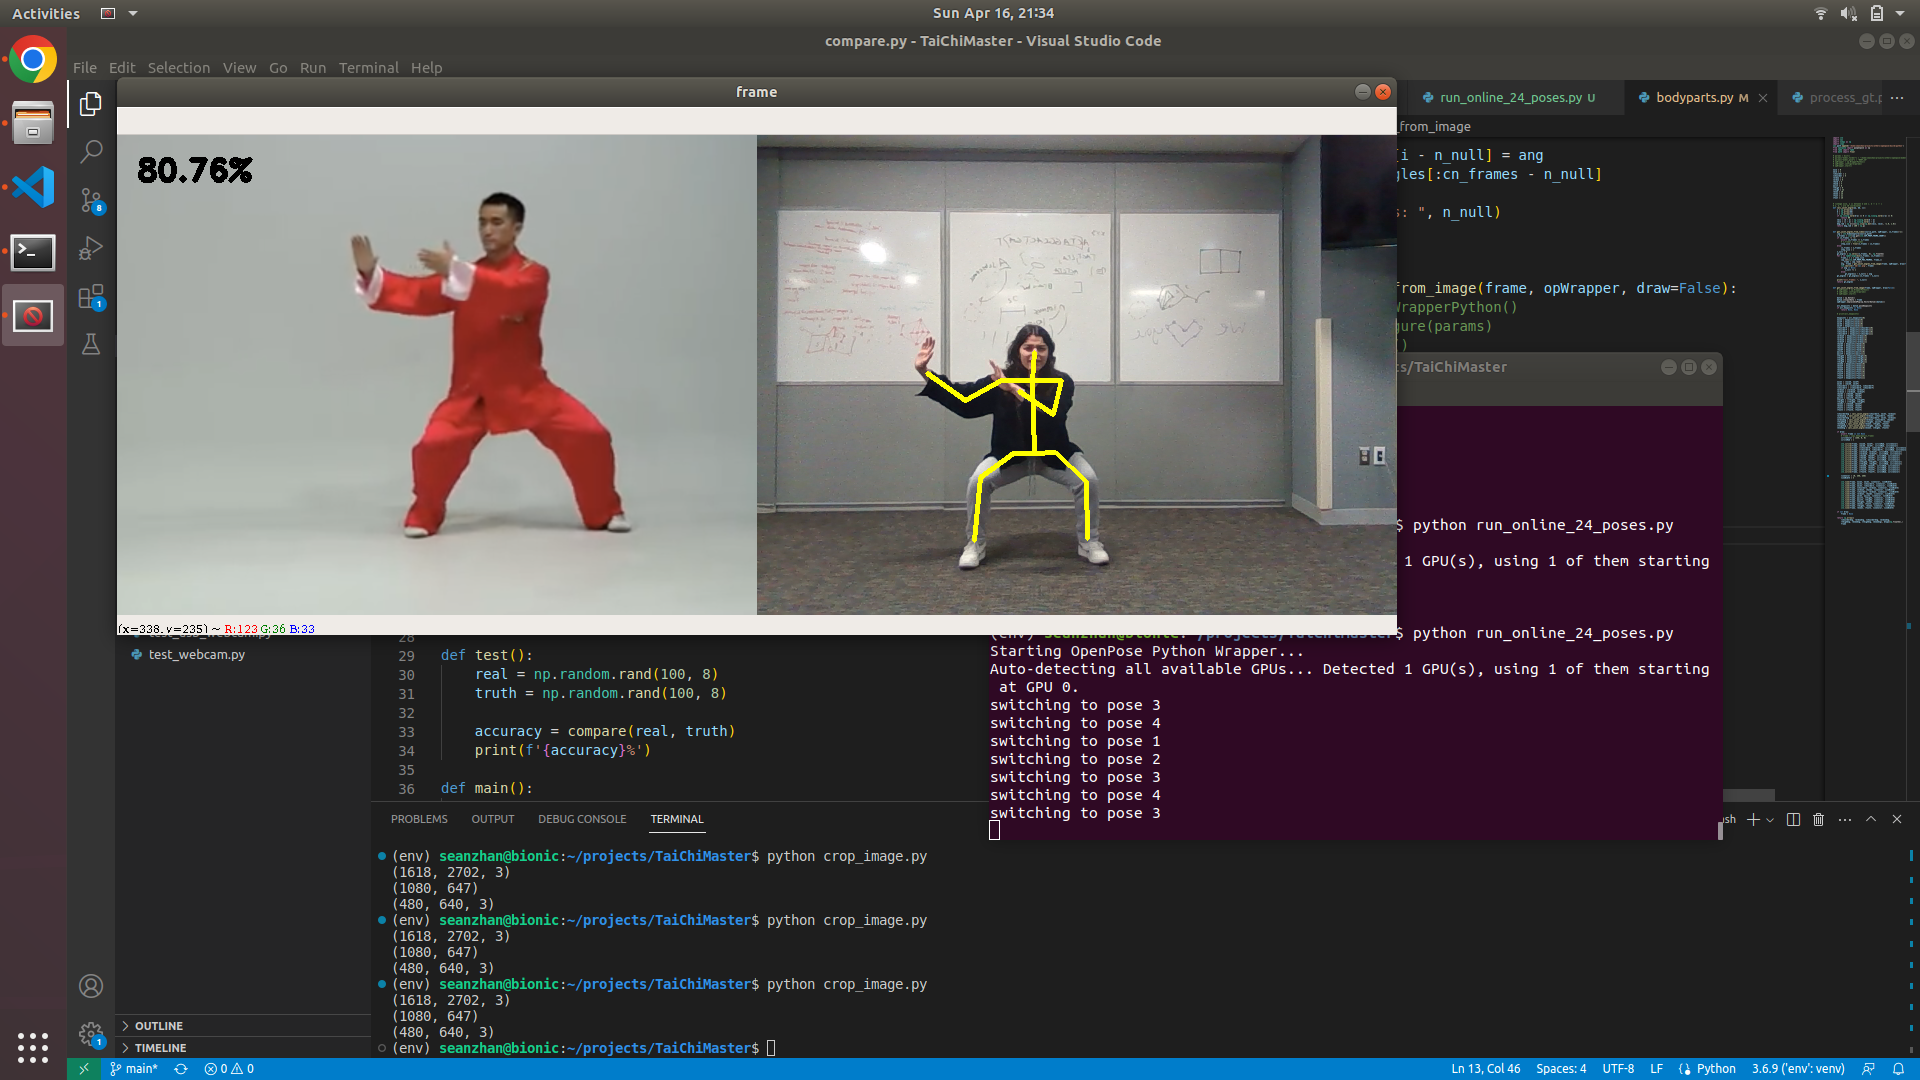 Activities
Sun Apr 16, 21:34
compare.py - TaiChiMaster - Visual Studio Code
File Edit Selection View Go Run Terminal Help
frame
run_online_24_poses.py U
bodyparts.py M
process_gt.p
_from_image
80.76%
[i - n_null] = ang
gles[:cn_frames - n_null]
s: ", n_null)
from_image(frame, opWrapper, draw=False):
WrapperPython()
gure(params)
)
s/TaiChiMaster
$ python run_online_24_poses.py
1 GPU(s), using 1 of them starting
(x=338, y=235) ~ R:123 G:36 B:33
test_webcam.py
28
29 def test():
30 real = np.random.rand(100, 8)
31 truth = np.random.rand(100, 8)
32
33 accuracy = compare(real, truth)
34 print(f'{accuracy}%')
35
36 def main():
(env) seanzhan@bionic:~/projects/TaiChiMaster$ python run_online_24_poses.py
Starting OpenPose Python Wrapper...
Auto-detecting all available GPUs... Detected 1 GPU(s), using 1 of them starting
at GPU 0.
switching to pose 3
switching to pose 4
switching to pose 1
switching to pose 2
switching to pose 3
switching to pose 4
switching to pose 3
PROBLEMS OUTPUT DEBUG CONSOLE TERMINAL
sh
(env) seanzhan@bionic:~/projects/TaiChiMaster$ python crop_image.py
(1618, 2702, 3)
(1080, 647)
(480, 640, 3)
(env) seanzhan@bionic:~/projects/TaiChiMaster$ python crop_image.py
(1618, 2702, 3)
(1080, 647)
(480, 640, 3)
(env) seanzhan@bionic:~/projects/TaiChiMaster$ python crop_image.py
(1618, 2702, 3)
(1080, 647)
(480, 640, 3)
(env) seanzhan@bionic:~/projects/TaiChiMaster$
OUTLINE
TIMELINE
8
1
1
main* 0 0
Ln 13, Col 46 Spaces: 4 UTF-8 LF Python 3.6.9 ('env': venv)